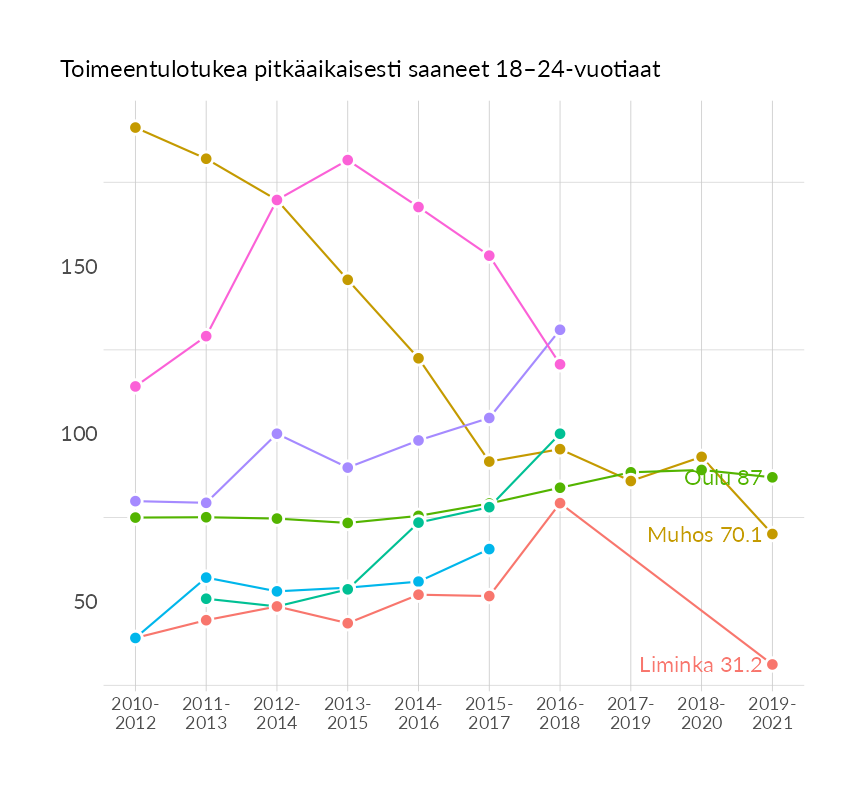 Toimeentulotukea pitkäaikaisesti saaneet 18–24-vuotiaat
150
100
50
Oulu 87
Muhos 70.1
Liminka 31.2
2010- 2011- 2012- 2013- 2014- 2015- 2016- 2017- 2018- 2019-
2012 2013 2014 2015 2016 2017 2018 2019 2020 2021